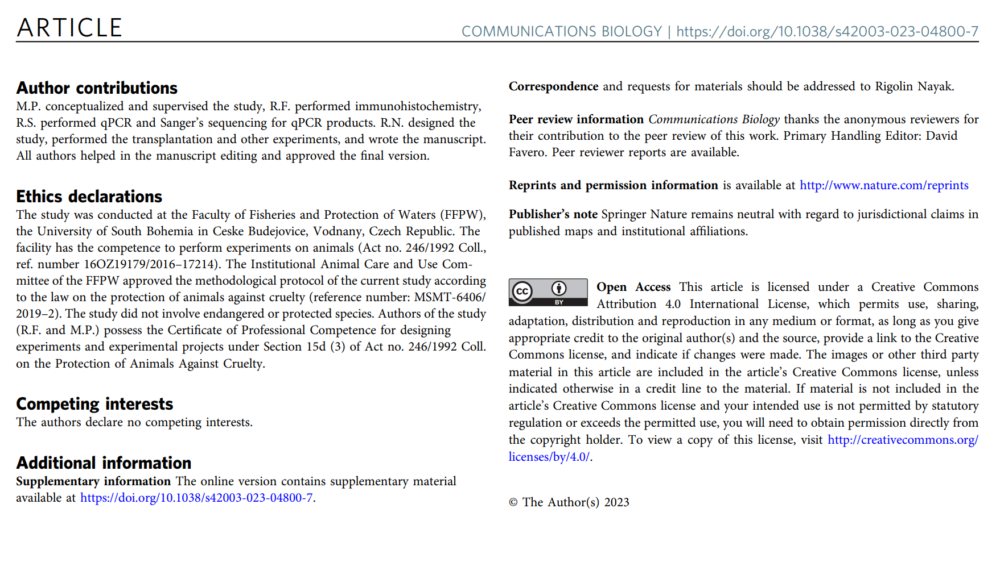 ARTICLE
COMMUNICATIONS BIOLOGY | https://doi.org/10.1038/s42003-023-04800-7
Author contributions
M.P. conceptualized and supervised the study, R.F. performed immunohistochemistry,
R.S. performed qPCR and Sanger’s sequencing for qPCR products. R.N. designed the
study, performed the transplantation and other experiments, and wrote the manuscript.
All authors helped in the manuscript editing and approved the final version.
Ethics declarations
The study was conducted at the Faculty of Fisheries and Protection of Waters (FFPW),
the University of South Bohemia in Ceske Budejovice, Vodnany, Czech Republic. The
facility has the competence to perform experiments on animals (Act no. 246/1992 Coll.,
ref. number 16OZ19179/2016–17214). The Institutional Animal Care and Use Com-
mittee of the FFPW approved the methodological protocol of the current study according
to the law on the protection of animals against cruelty (reference number: MSMT-6406/
2019–2). The study did not involve endangered or protected species. Authors of the study
(R.F. and M.P.) possess the Certificate of Professional Competence for designing
experiments and experimental projects under Section 15d (3) of Act no. 246/1992 Coll.
on the Protection of Animals Against Cruelty.
Competing interests
The authors declare no competing interests.
Additional information
Supplementary information The online version contains supplementary material
available at https://doi.org/10.1038/s42003-023-04800-7.
Correspondence and requests for materials should be addressed to Rigolin Nayak.
Peer review information Communications Biology thanks the anonymous reviewers for
their contribution to the peer review of this work. Primary Handling Editor: David
Favero. Peer reviewer reports are available.
Reprints and permission information is available at http://www.nature.com/reprints
Publisher’s note Springer Nature remains neutral with regard to jurisdictional claims in
published maps and institutional affiliations.
cc BY
Open Access This article is licensed under a Creative Commons
Attribution 4.0 International License, which permits use, sharing,
adaptation, distribution and reproduction in any medium or format, as long as you give
appropriate credit to the original author(s) and the source, provide a link to the Creative
Commons license, and indicate if changes were made. The images or other third party
material in this article are included in the article’s Creative Commons license, unless
indicated otherwise in a credit line to the material. If material is not included in the
article’s Creative Commons license and your intended use is not permitted by statutory
regulation or exceeds the permitted use, you will need to obtain permission directly from
the copyright holder. To view a copy of this license, visit http://creativecommons.org/
licenses/by/4.0/.
© The Author(s) 2023